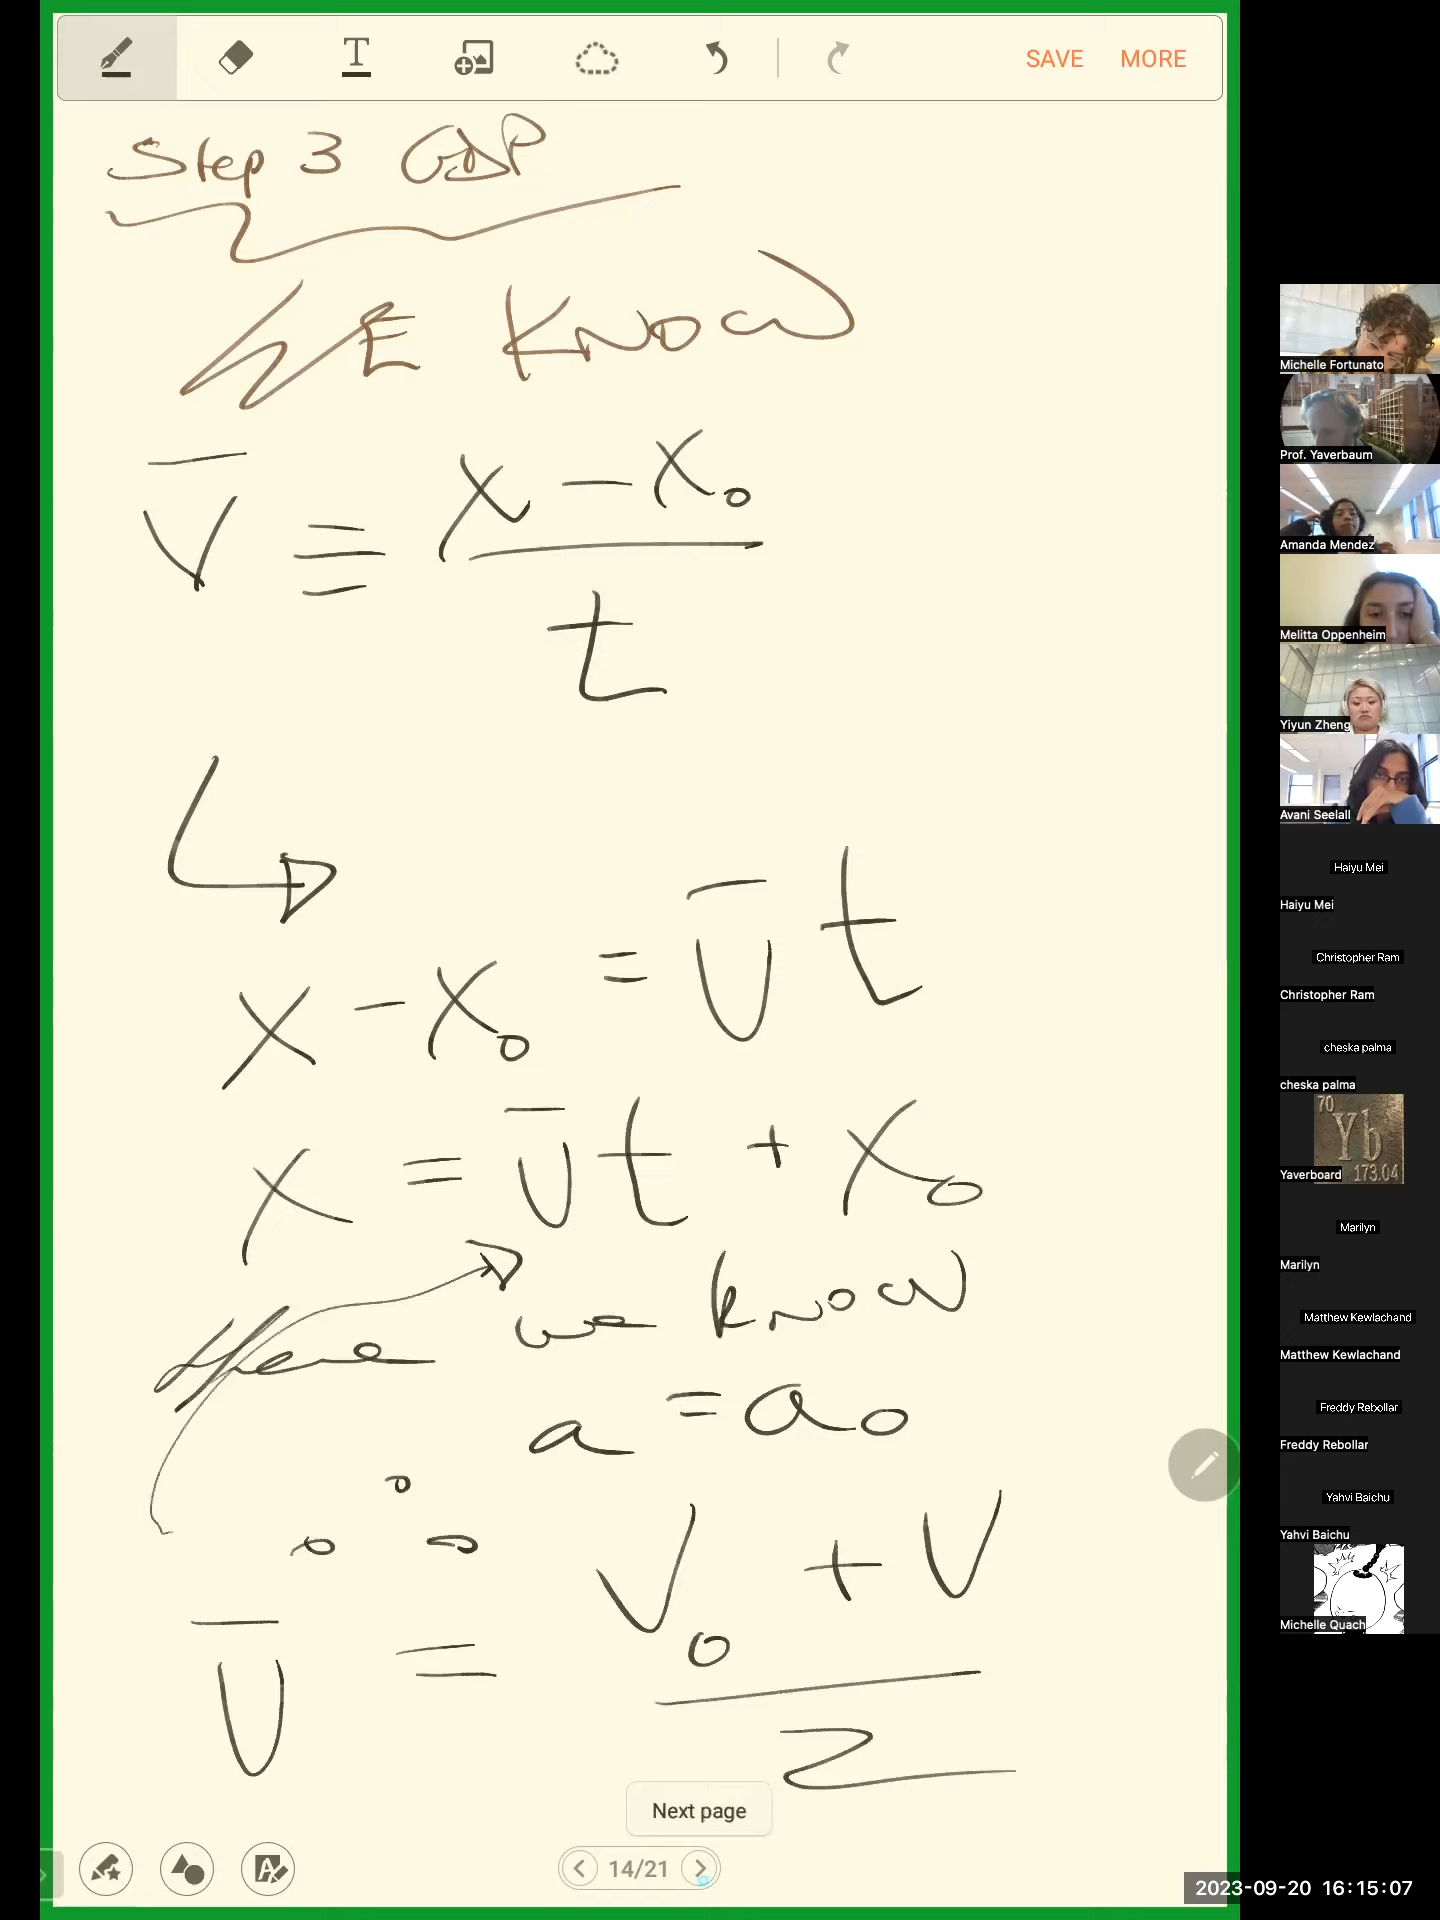 SAVE MORE
Step 3 GDP
WE KNOW
v̄ ≡ (x - x₀) / t
x - x₀ = v̄ t
x = v̄ t + x₀
Here we know
a = a₀
∴
v̄ = (v₀ + v) / 2
Next page
14/21
Michelle Fortunato
Prof. Yaverbaum
Amanda Mendez
Melitta Oppenheim
Yiyun Zheng
Avani Seelall
Haiyu Mei
Haiyu Mei
Christopher Ram
Christopher Ram
cheska palma
cheska palma
70
Yb
173.04
Yaverboard
Marilyn
Marilyn
Matthew Kewlachand
Matthew Kewlachand
Freddy Rebollar
Freddy Rebollar
Yahvi Baichu
Yahvi Baichu
Michelle Quach
2023-09-20 16:15:07